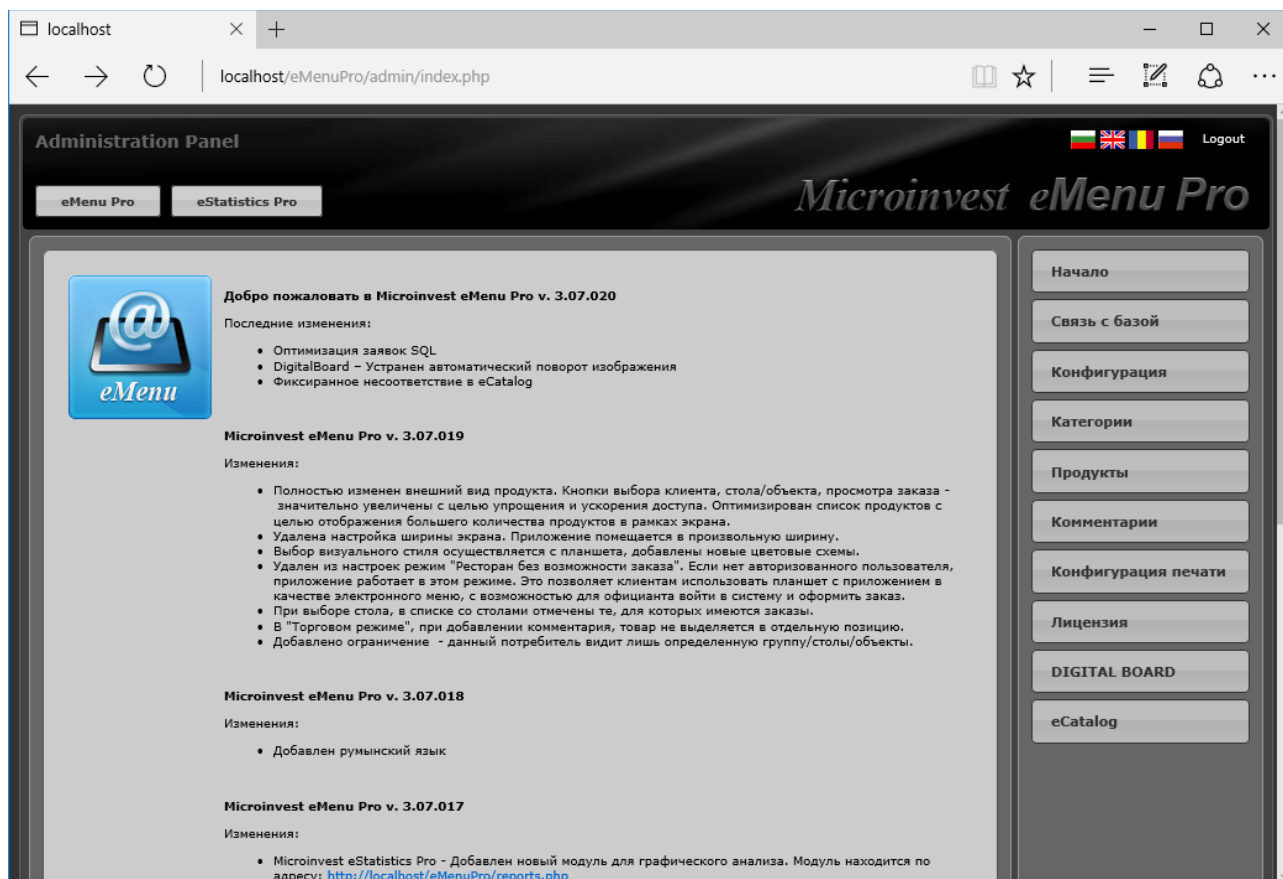 localhost
localhost/eMenuPro/admin/index.php
Administration Panel
Logout
eMenu Pro
eStatistics Pro
Microinvest eMenu Pro
eMenu
Добро пожаловать в Microinvest eMenu Pro v. 3.07.020
Последние изменения:
• Оптимизация заявок SQL
• DigitalBoard – Устранен автоматический поворот изображения
• Фиксиранное несоответствие в eCatalog
Microinvest eMenu Pro v. 3.07.019
Изменения:
• Полностью изменен внешний вид продукта. Кнопки выбора клиента, стола/объекта, просмотра заказа -
значительно увеличены с целью упрощения и ускорения доступа. Оптимизирован список продуктов с
целью отображения большего количества продуктов в рамках экрана.
• Удалена настройка ширины экрана. Приложение помещается в произвольную ширину.
• Выбор визуального стиля осуществляется с планшета, добавлены новые цветовые схемы.
• Удален из настроек режим "Ресторан без возможности заказа". Если нет авторизованного пользователя,
приложение работает в этом режиме. Это позволяет клиентам использовать планшет с приложением в
качестве электронного меню, с возможностью для официанта войти в систему и оформить заказ.
• При выборе стола, в списке со столами отмечены те, для которых имеются заказы.
• В "Торговом режиме", при добавлении комментария, товар не выделяется в отдельную позицию.
• Добавлено ограничение - данный потребитель видит лишь определенную группу/столы/объекты.
Microinvest eMenu Pro v. 3.07.018
Изменения:
• Добавлен румынский язык
Microinvest eMenu Pro v. 3.07.017
Изменения:
• Microinvest eStatistics Pro - Добавлен новый модуль для графического анализа. Модуль находится по
адресу: http://localhost/eMenuPro/reports.php
Начало
Связь с базой
Конфигурация
Категории
Продукты
Комментарии
Конфигурация печати
Лицензия
DIGITAL BOARD
eCatalog